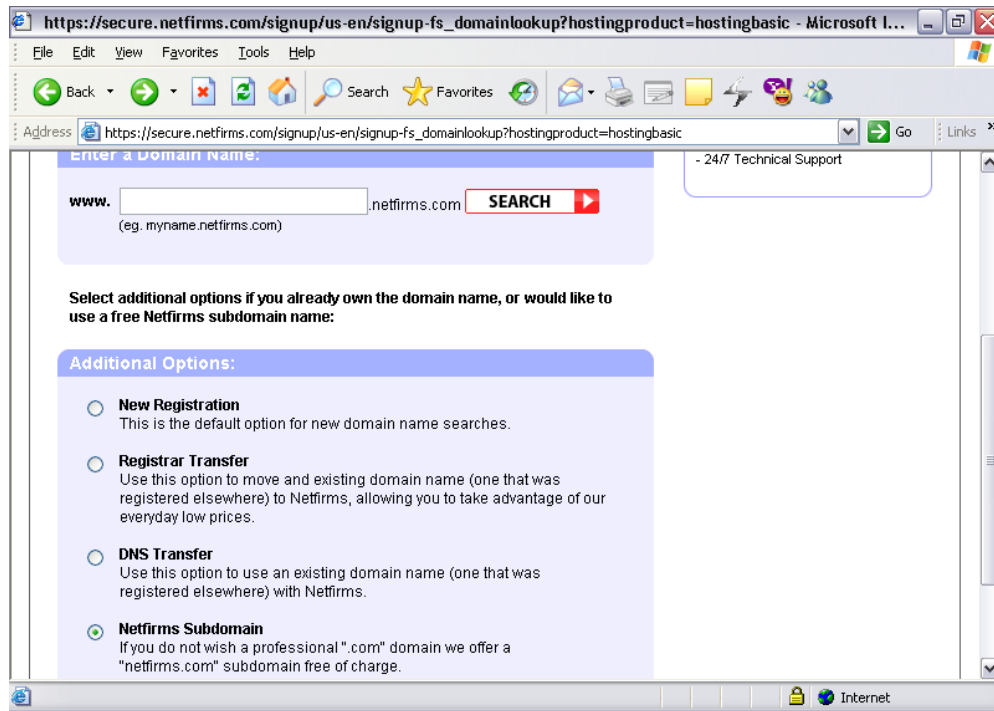 https://secure.netfirms.com/signup/us-en/signup-fs_domainlookup?hostingproduct=hostingbasic - Microsoft I...
File Edit View Favorites Tools Help
Back Search Favorites
Address https://secure.netfirms.com/signup/us-en/signup-fs_domainlookup?hostingproduct=hostingbasic Go Links »
Enter a Domain Name:
- 24/7 Technical Support
www. .netfirms.com SEARCH
(eg. myname.netfirms.com)
Select additional options if you already own the domain name, or would like to
use a free Netfirms subdomain name:
Additional Options:
New Registration
This is the default option for new domain name searches.
Registrar Transfer
Use this option to move and existing domain name (one that was
registered elsewhere) to Netfirms, allowing you to take advantage of our
everyday low prices.
DNS Transfer
Use this option to use an existing domain name (one that was
registered elsewhere) with Netfirms.
Netfirms Subdomain
If you do not wish a professional ".com" domain we offer a
"netfirms.com" subdomain free of charge.
Internet